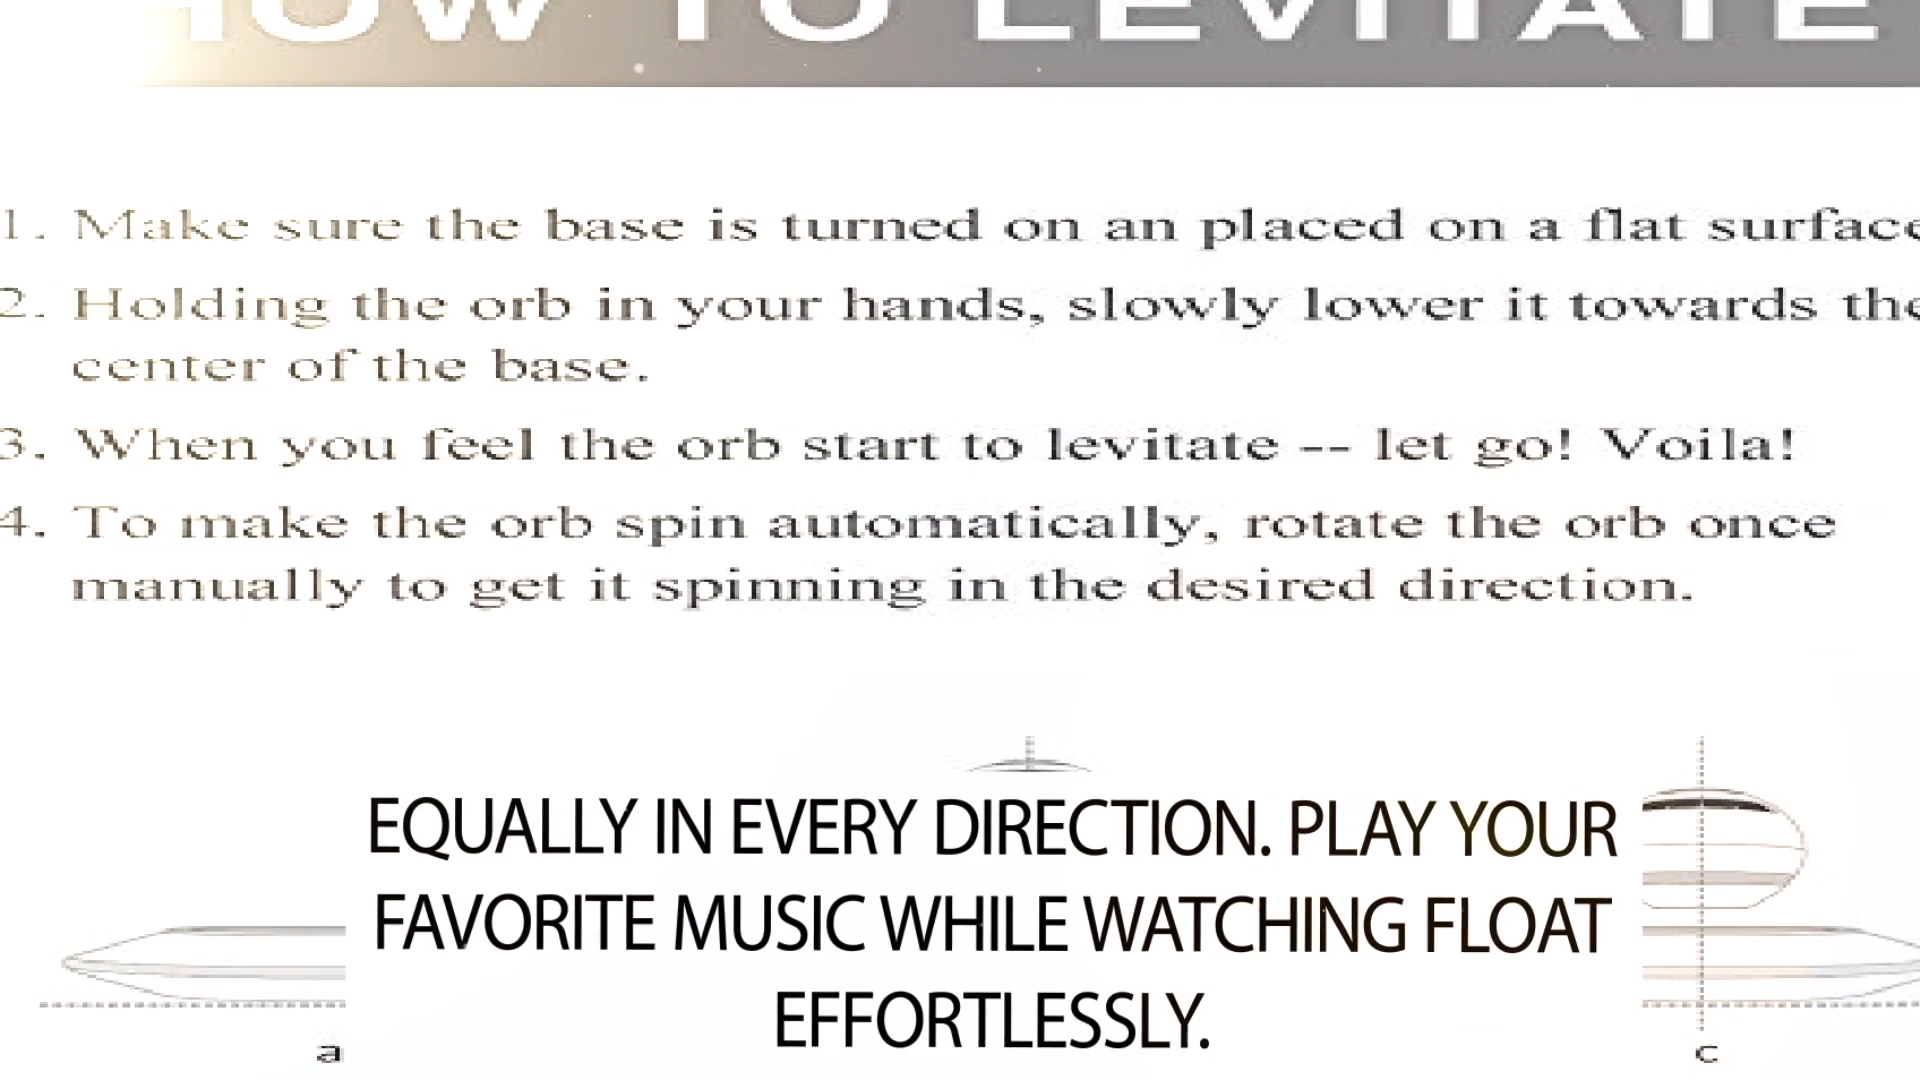 HOW TO LEVITATE
1. Make sure the base is turned on an placed on a flat surface
2. Holding the orb in your hands, slowly lower it towards the
center of the base.
3. When you feel the orb start to levitate -- let go! Voila!
4. To make the orb spin automatically, rotate the orb once
manually to get it spinning in the desired direction.
EQUALLY IN EVERY DIRECTION. PLAY YOUR
FAVORITE MUSIC WHILE WATCHING FLOAT
EFFORTLESSLY.
a
c